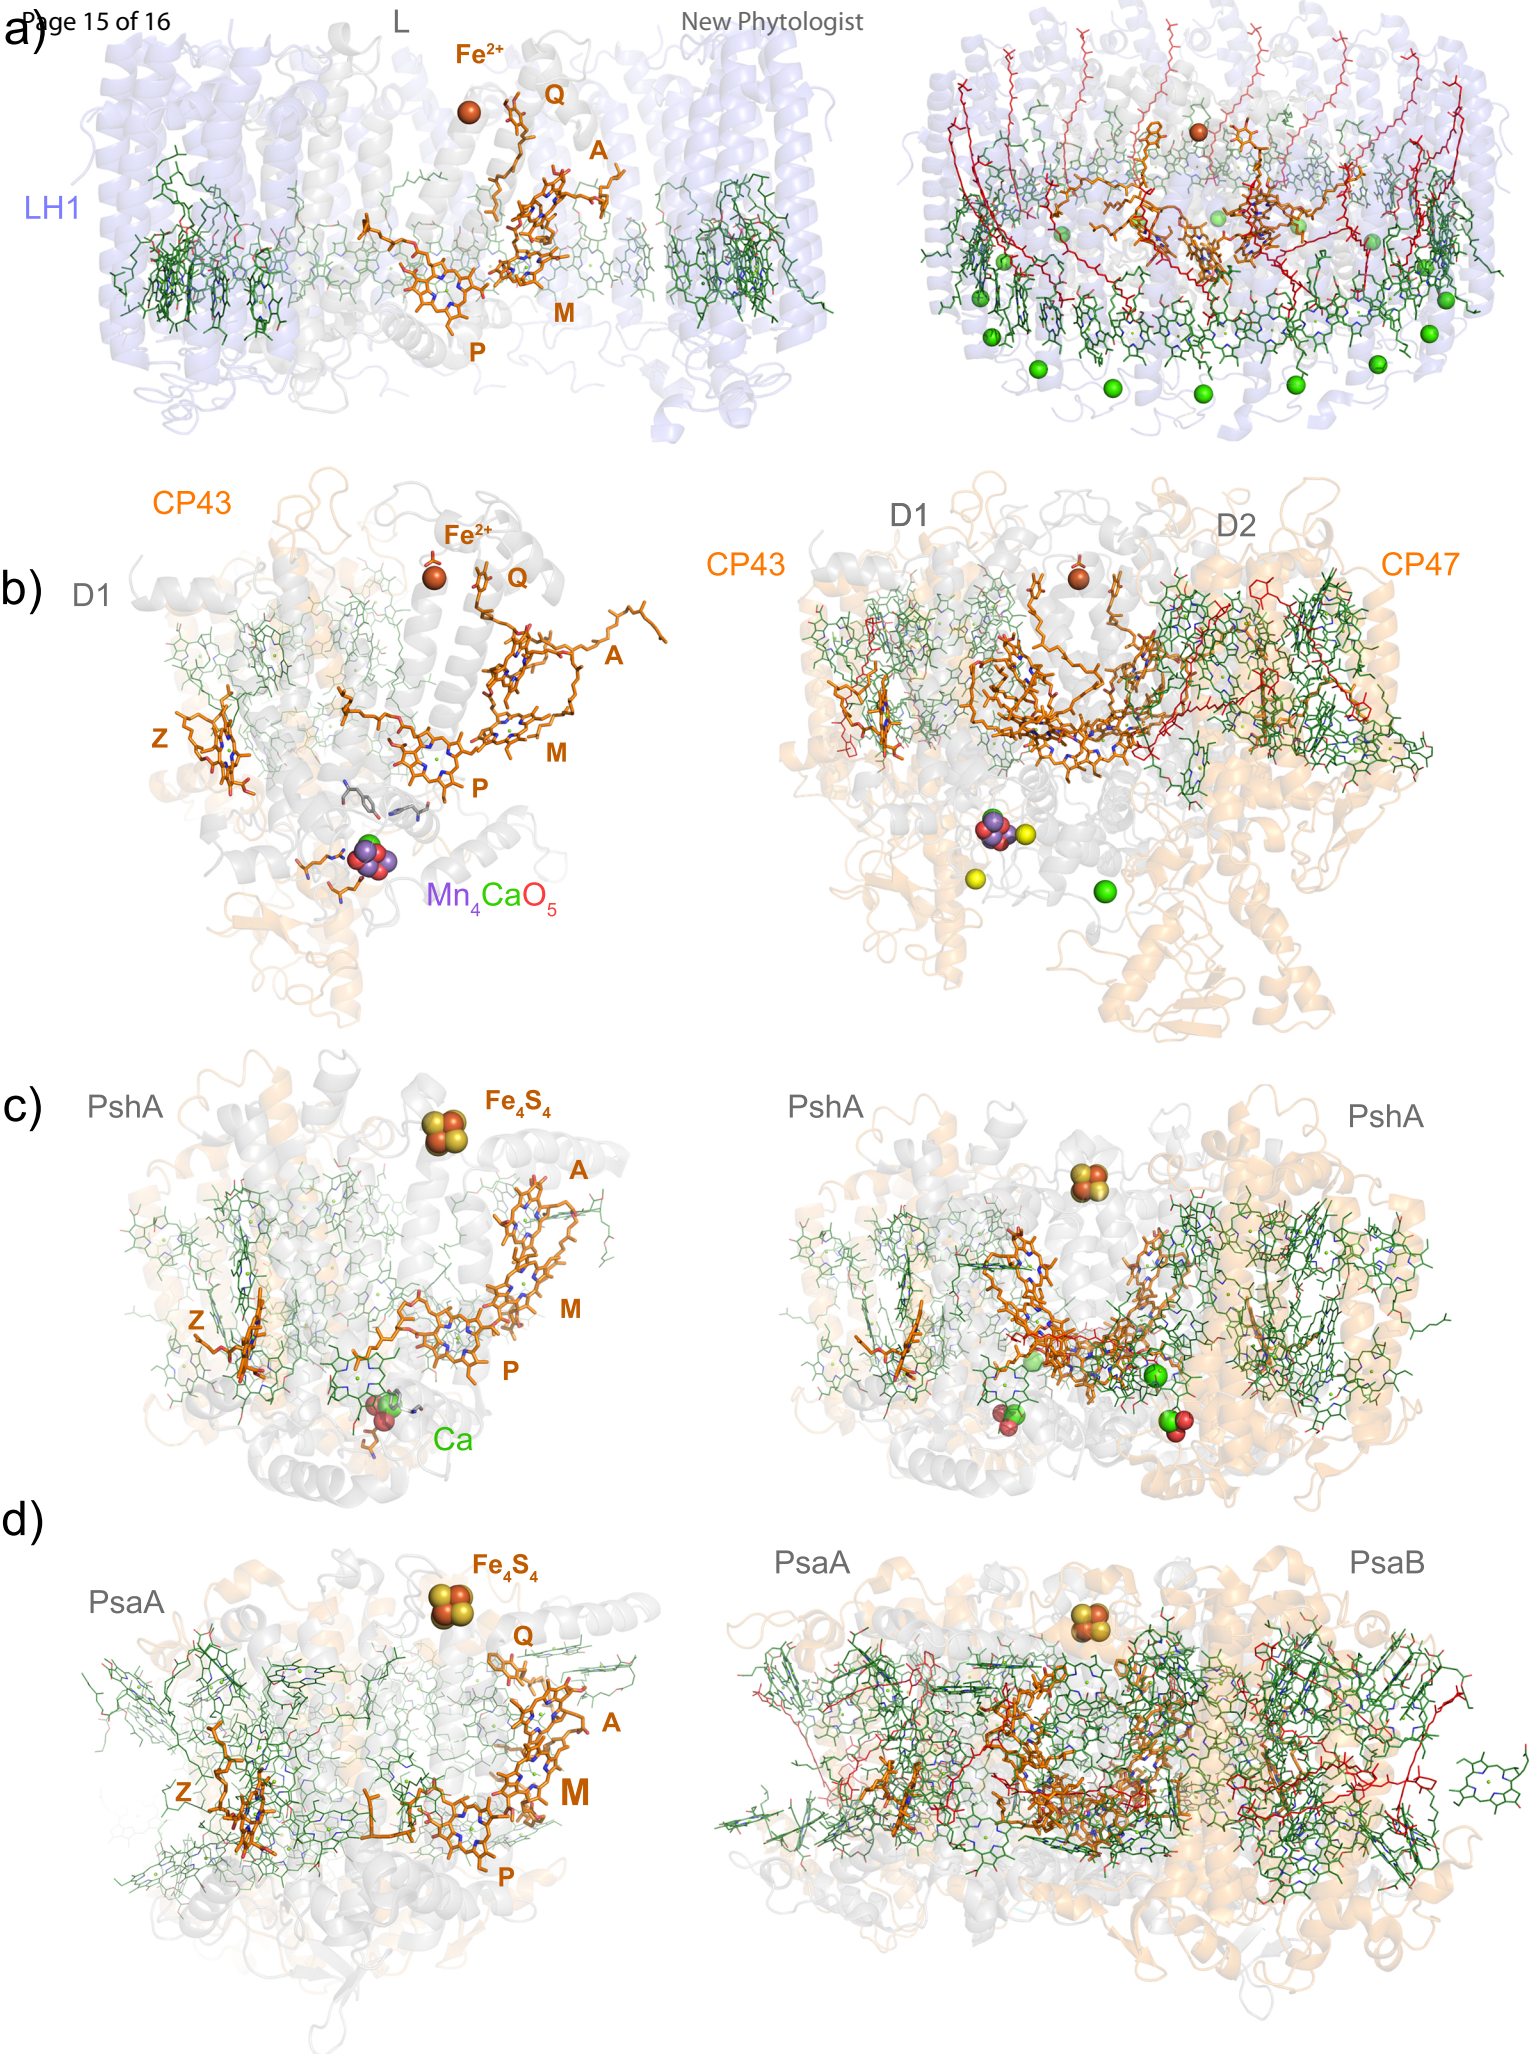 Page 15 of 16
New Phytologist
a)
L
Fe²⁺
Q
A
LH1
M
P
CP43
Fe²⁺
D1
D2
CP43
CP47
b)
D1
Q
A
Z
M
P
Mn₄CaO₅
c)
PshA
Fe₄S₄
PshA
PshA
A
Z
M
P
Ca
d)
PsaA
Fe₄S₄
PsaA
PsaB
Q
A
Z
M
P